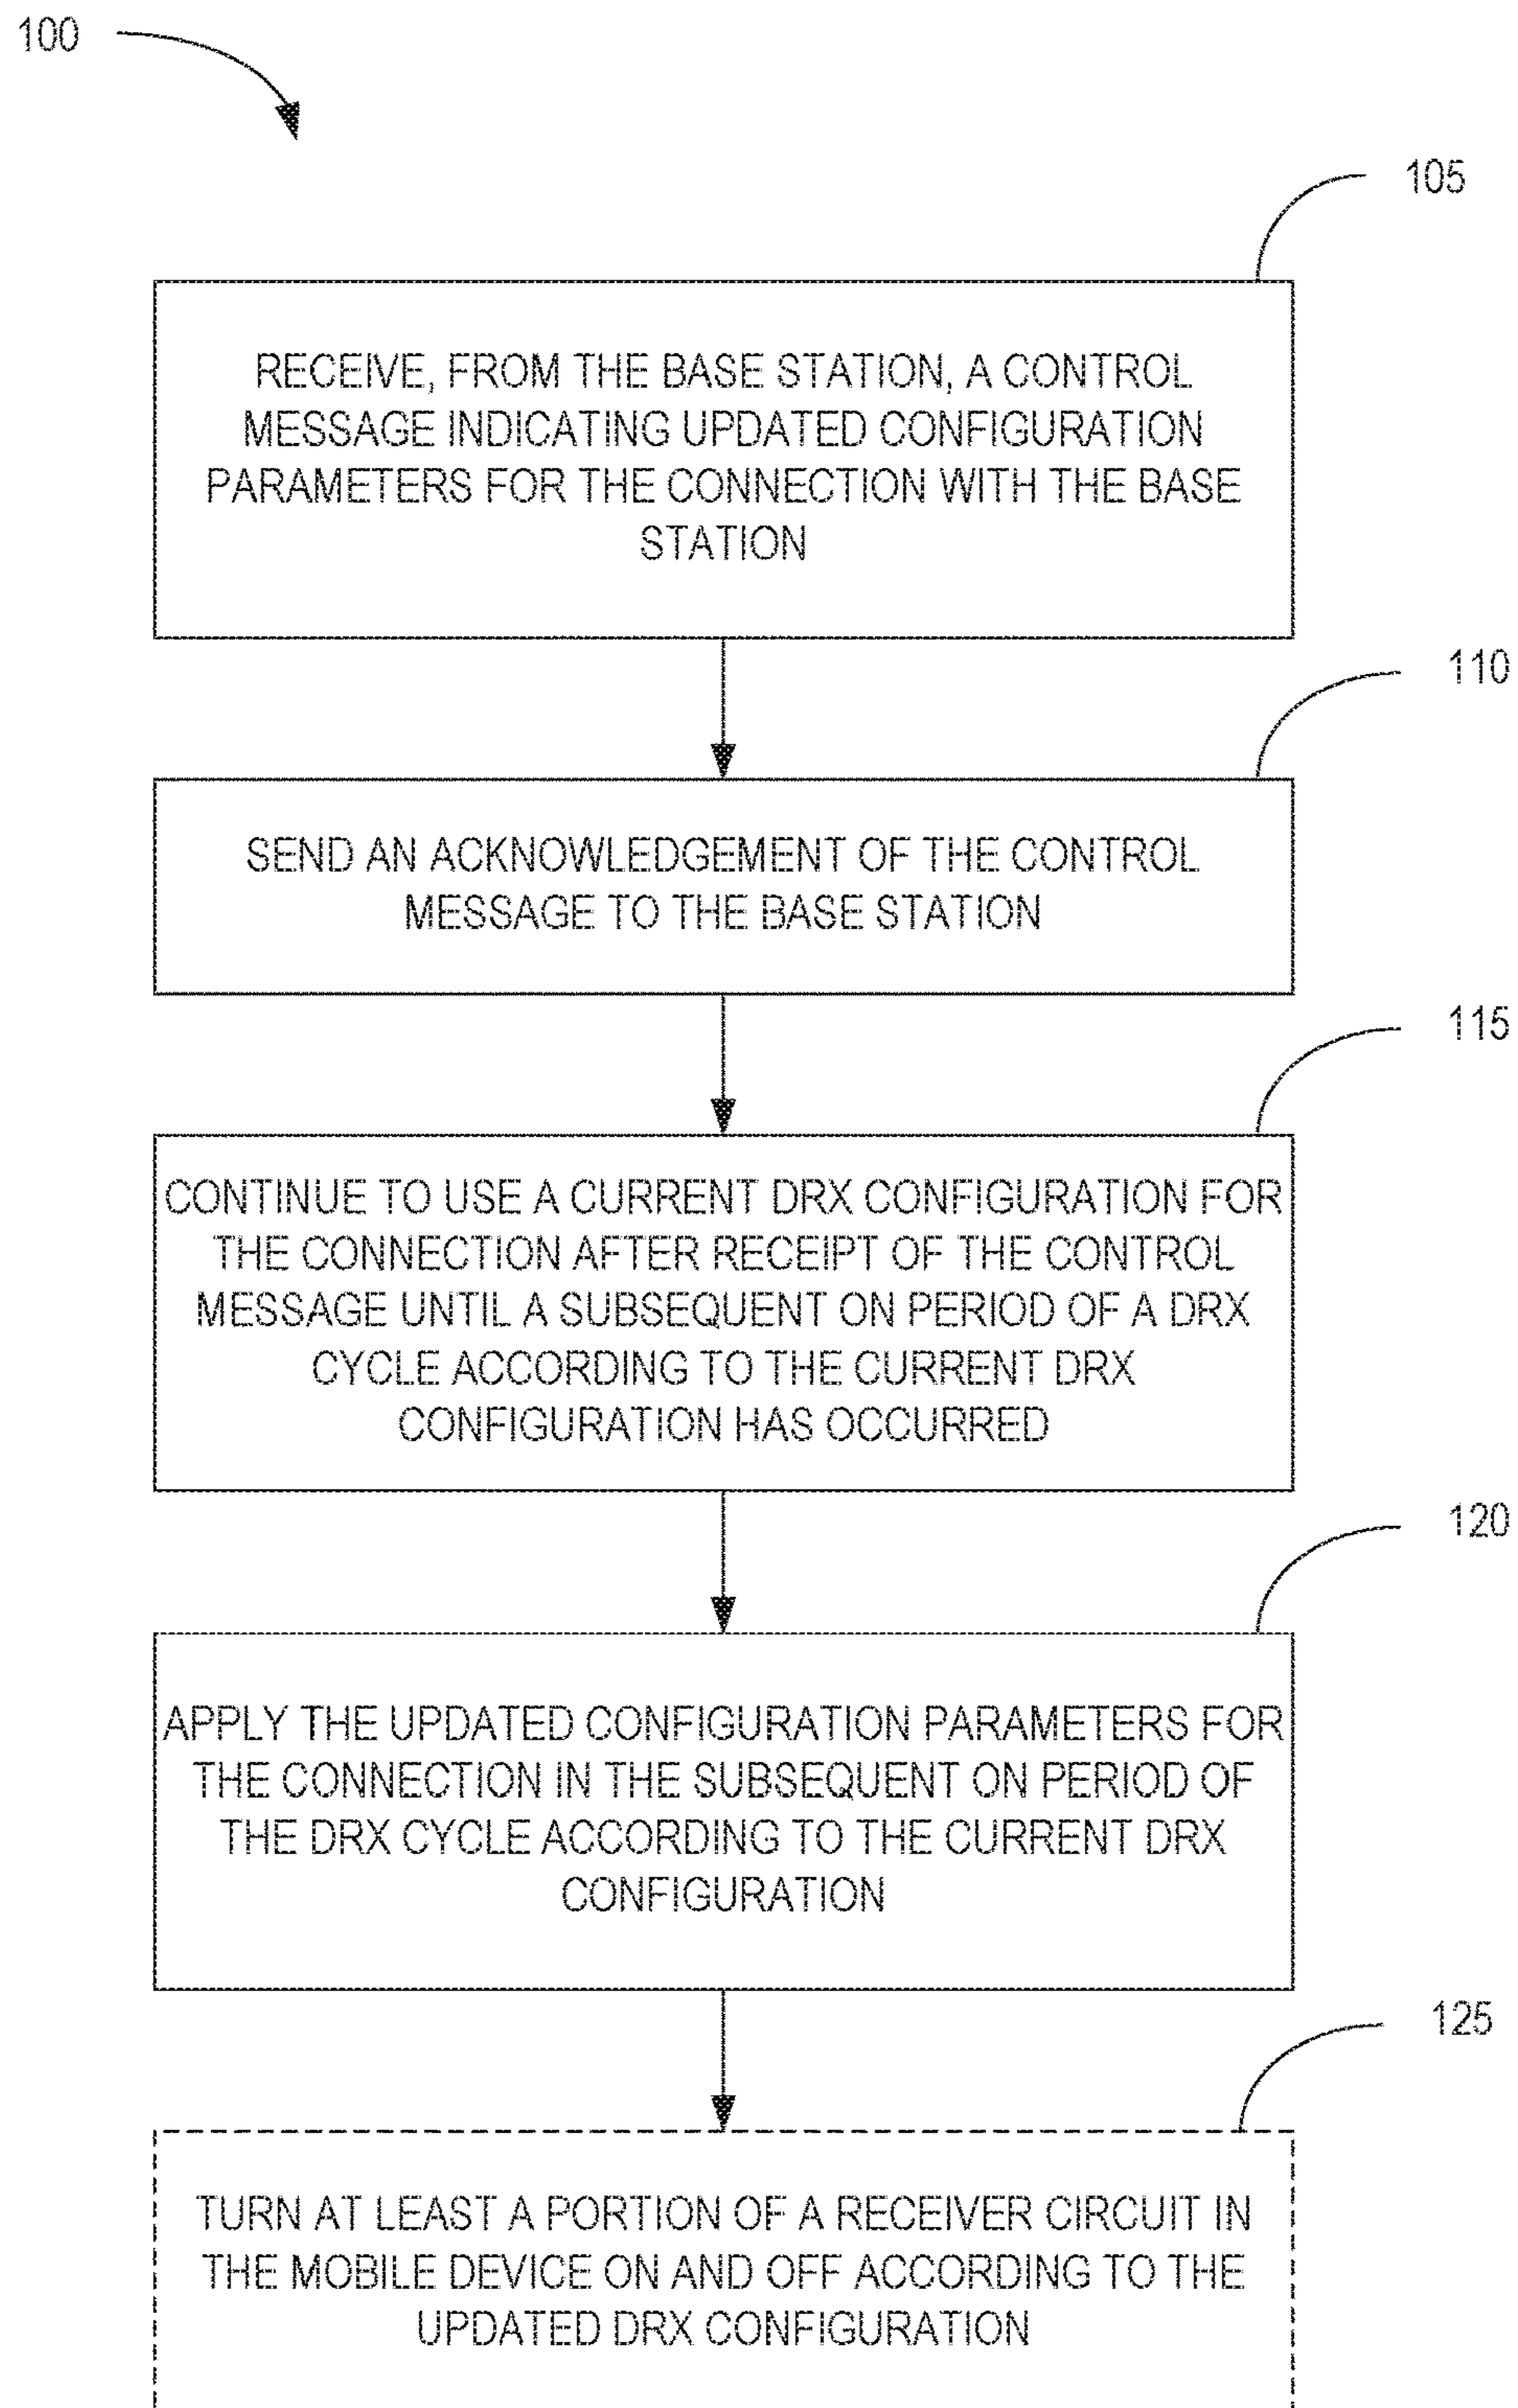 100
105
RECEIVE, FROM THE BASE STATION, A CONTROL
MESSAGE INDICATING UPDATED CONFIGURATION
PARAMETERS FOR THE CONNECTION WITH THE BASE
STATION
110
SEND AN ACKNOWLEDGEMENT OF THE CONTROL
MESSAGE TO THE BASE STATION
115
CONTINUE TO USE A CURRENT DRX CONFIGURATION FOR
THE CONNECTION AFTER RECEIPT OF THE CONTROL
MESSAGE UNTIL A SUBSEQUENT ON PERIOD OF A DRX
CYCLE ACCORDING TO THE CURRENT DRX
CONFIGURATION HAS OCCURRED
120
APPLY THE UPDATED CONFIGURATION PARAMETERS FOR
THE CONNECTION IN THE SUBSEQUENT ON PERIOD OF
THE DRX CYCLE ACCORDING TO THE CURRENT DRX
CONFIGURATION
125
TURN AT LEAST A PORTION OF A RECEIVER CIRCUIT IN
THE MOBILE DEVICE ON AND OFF ACCORDING TO THE
UPDATED DRX CONFIGURATION